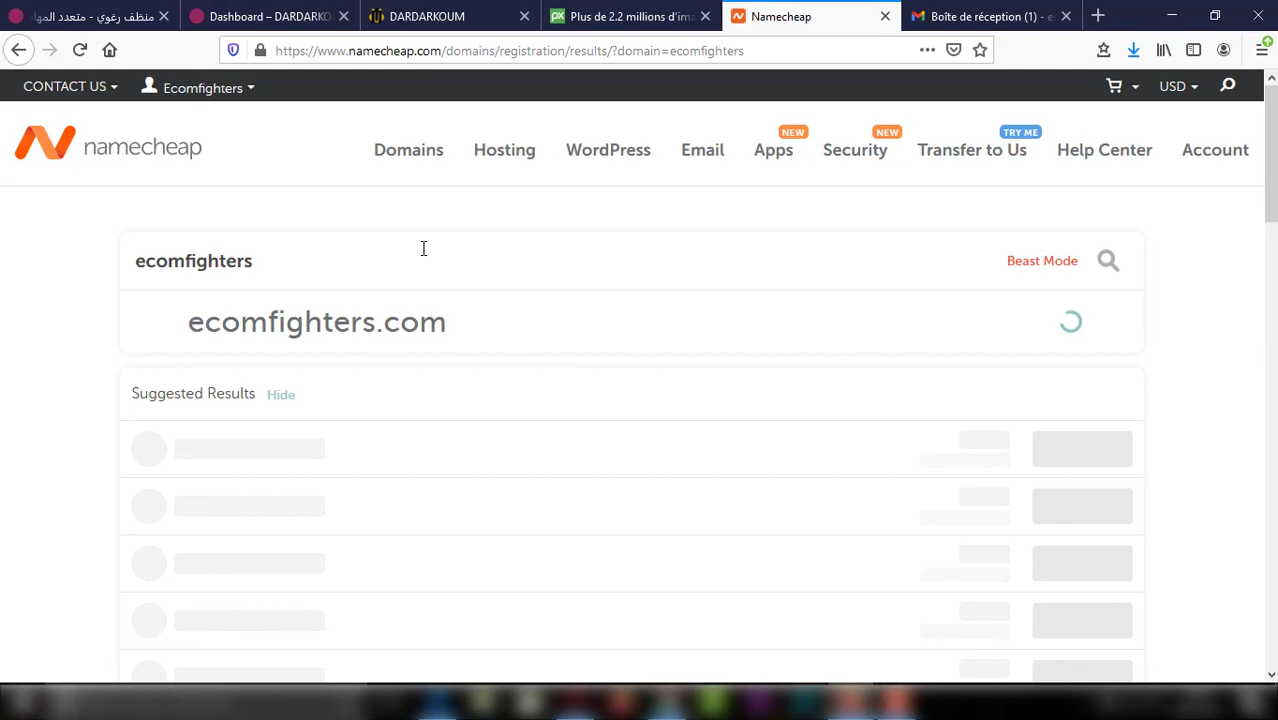 منظف رغوي - متعدد المها
Dashboard – DARDARKO
DARDARKOUM
Plus de 2.2 millions d'ima
Namecheap
Boîte de réception (1) - e
https://www.namecheap.com/domains/registration/results/?domain=ecomfighters
CONTACT US
Ecomfighters
USD
namecheap
Domains
Hosting
WordPress
Email
NEW
Apps
NEW
Security
TRY ME
Transfer to Us
Help Center
Account
ecomfighters
Beast Mode
ecomfighters.com
Suggested Results Hide